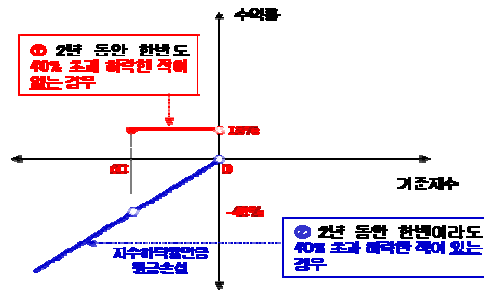 수익률
① 2년 동안 한번도
40% 초과 하락한 적이
없는 경우
0
기준지수
-40%
지수하락률만큼
원금손실
② 2년 동안 한번이라도
40% 초과 하락한 적이 있는
경우